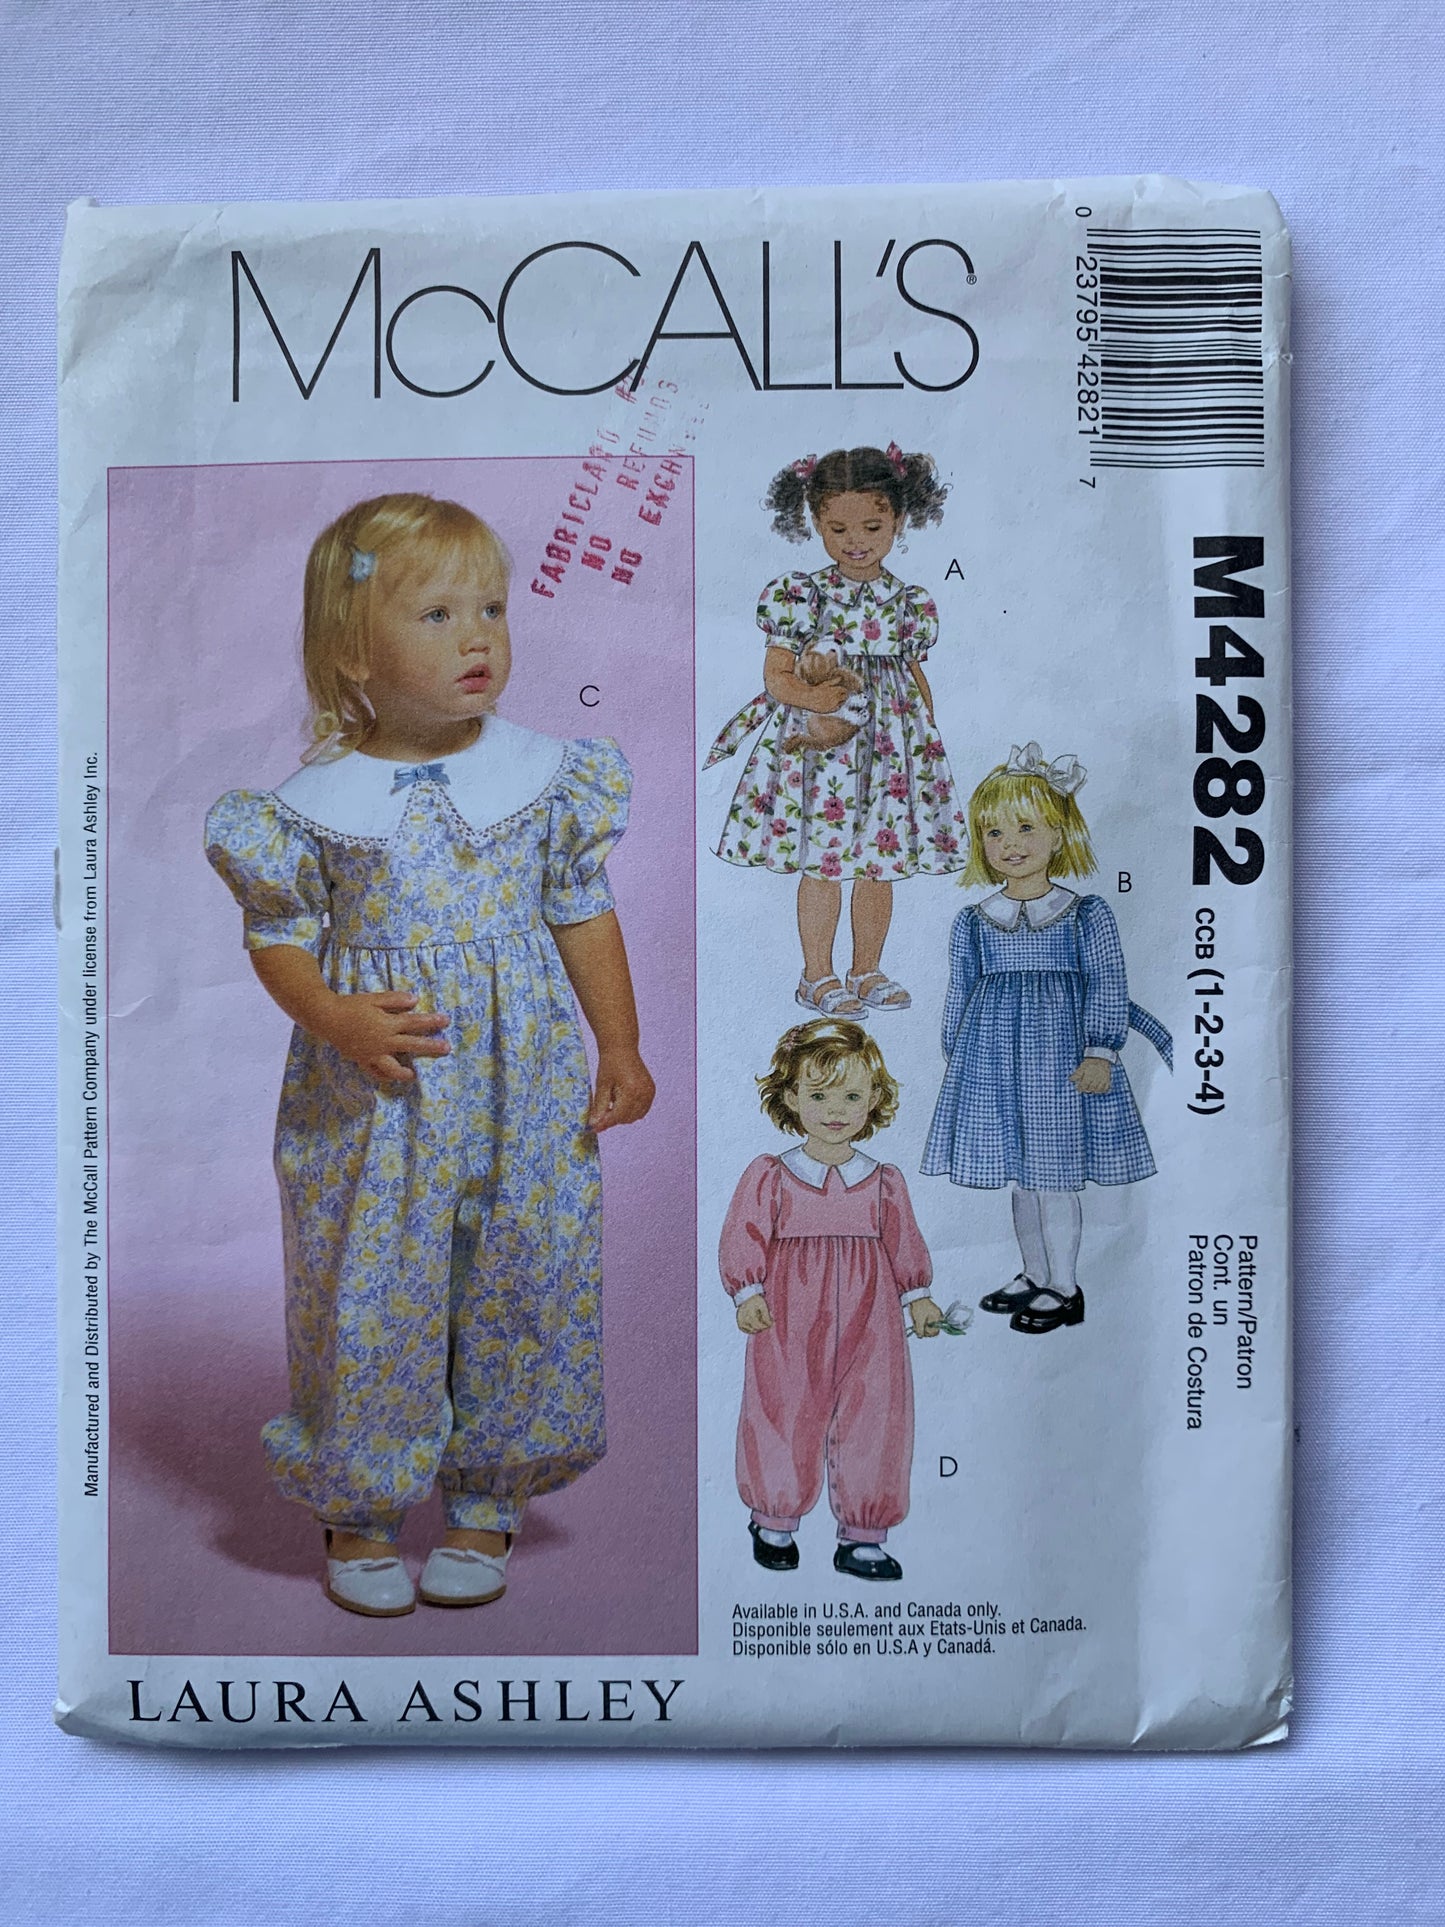 McCALL'S®
0 23795 42821 7
M4282 CCB (1-2-3-4)
Pattern/Patron
Cont. un
Patron de Costura
FABRICLAND
NO REFUNDS
NO
A
B
C
D
Manufactured and Distributed by The McCall Pattern Company under license from Laura Ashley Inc.
Available in U.S.A. and Canada only.
Disponible seulement aux Etats-Unis et Canada.
Disponible sólo en U.S.A y Canadá.
LAURA ASHLEY